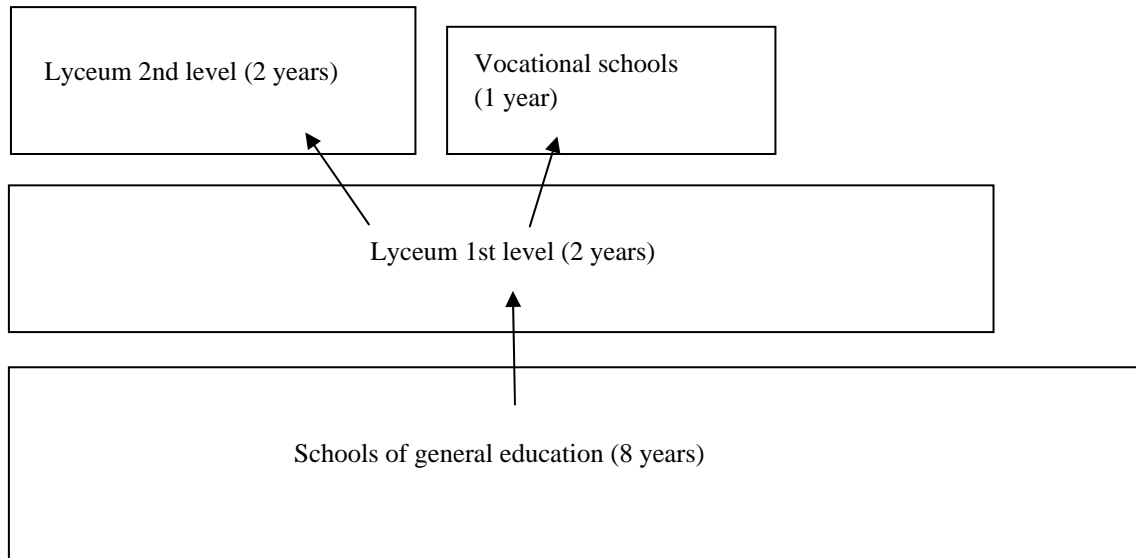 Lyceum 2nd level (2 years)
Vocational schools
(1 year)
Lyceum 1st level (2 years)
Schools of general education (8 years)